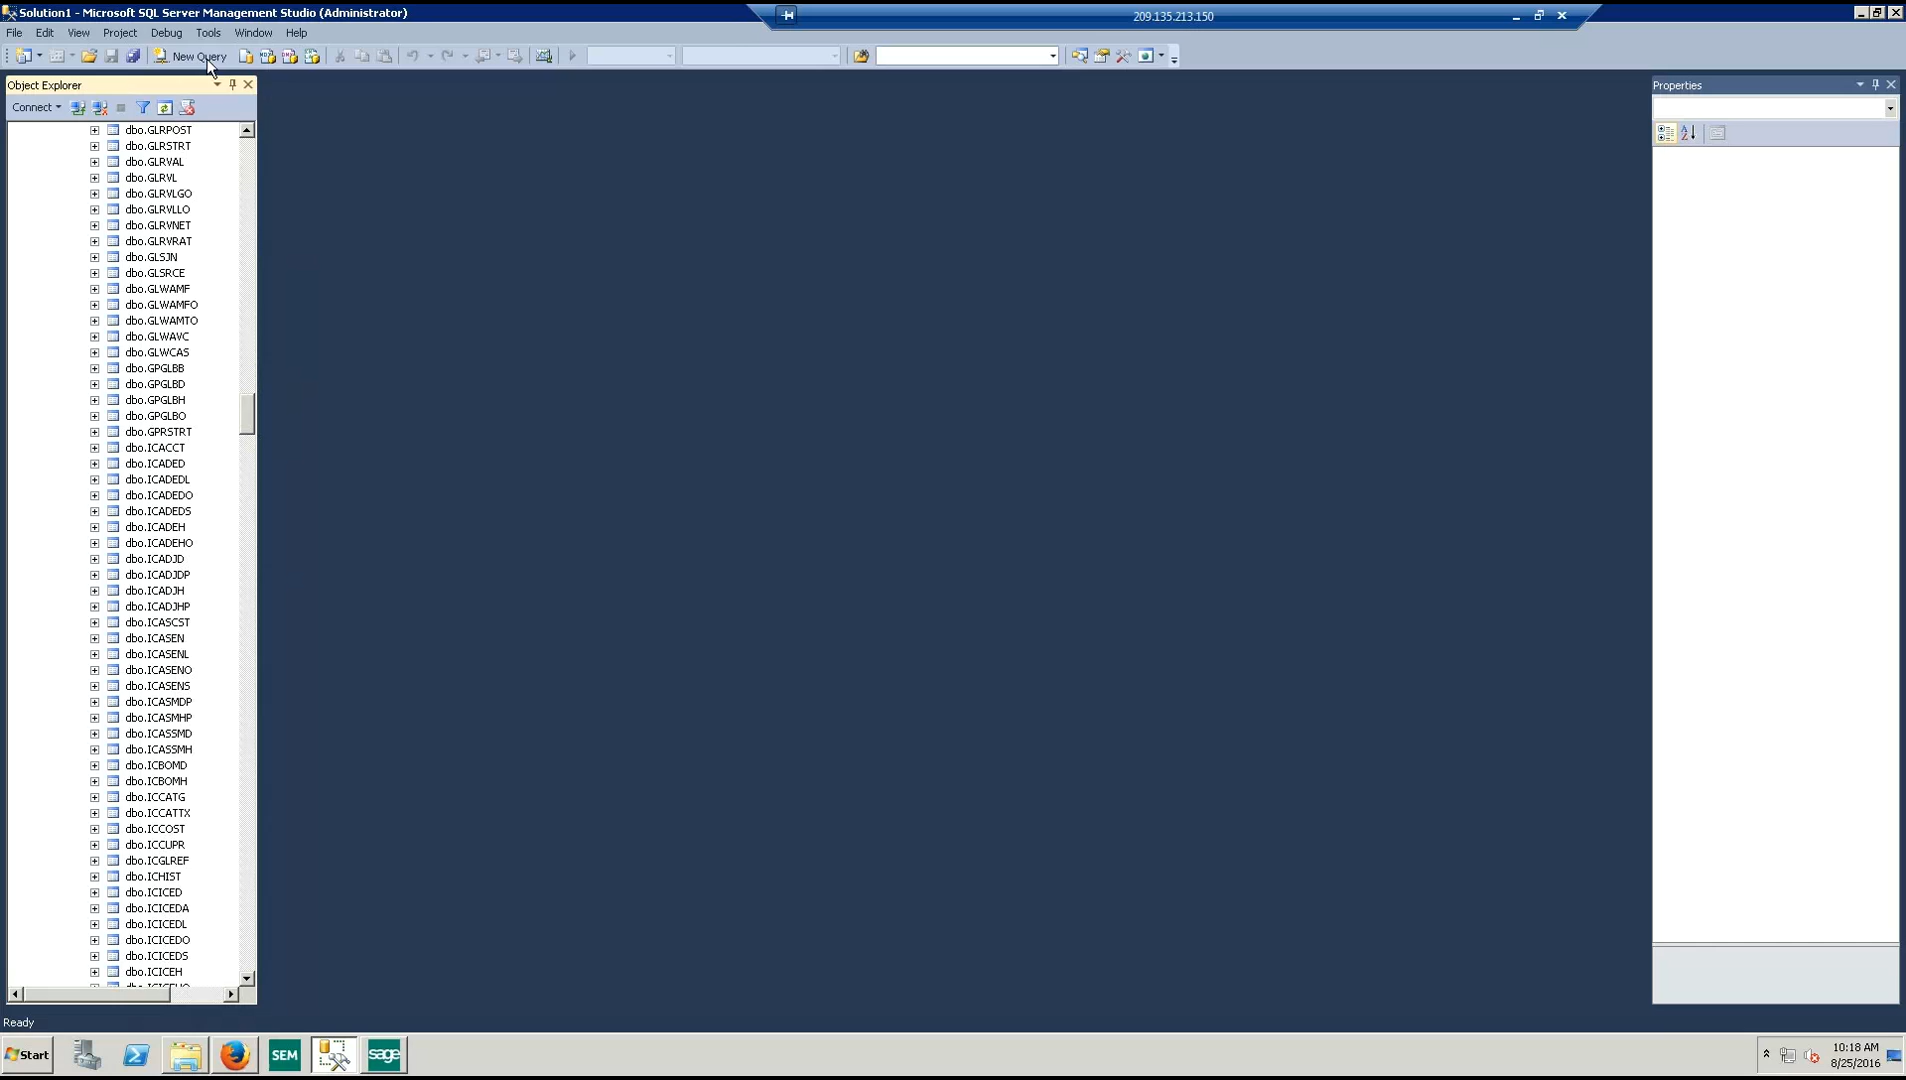 Solution1 - Microsoft SQL Server Management Studio (Administrator)
209.135.213.150
File Edit View Project Debug Tools Window Help
New Query
Object Explorer
Properties
Connect
dbo.GLRPOST
dbo.GLRSTRT
dbo.GLRVAL
dbo.GLRVL
dbo.GLRVLGO
dbo.GLRVLLO
dbo.GLRVNET
dbo.GLRVRAT
dbo.GLSJN
dbo.GLSRCE
dbo.GLWAMF
dbo.GLWAMFO
dbo.GLWAMTO
dbo.GLWAVC
dbo.GLWCAS
dbo.GPGLBB
dbo.GPGLBD
dbo.GPGLBH
dbo.GPGLBO
dbo.GPRSTRT
dbo.ICACCT
dbo.ICADED
dbo.ICADEDL
dbo.ICADEDO
dbo.ICADEDS
dbo.ICADEH
dbo.ICADEHO
dbo.ICADJD
dbo.ICADJDP
dbo.ICADJH
dbo.ICADJHP
dbo.ICASCST
dbo.ICASEN
dbo.ICASENL
dbo.ICASENO
dbo.ICASENS
dbo.ICASMDP
dbo.ICASMHP
dbo.ICASSMD
dbo.ICASSMH
dbo.ICBOMD
dbo.ICBOMH
dbo.ICCATG
dbo.ICCATTX
dbo.ICCOST
dbo.ICCUPR
dbo.ICGLREF
dbo.ICHIST
dbo.ICICED
dbo.ICICEDA
dbo.ICICEDL
dbo.ICICEDO
dbo.ICICEDS
dbo.ICICEH
Ready
Start
SEM
sage
10:18 AM
8/25/2016